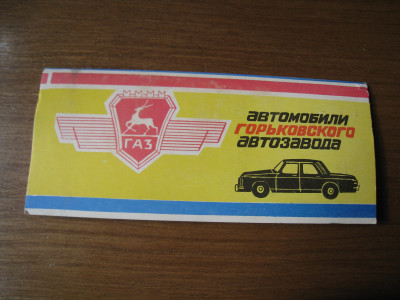 ГАЗ
автомобили
горьковского
автозавода